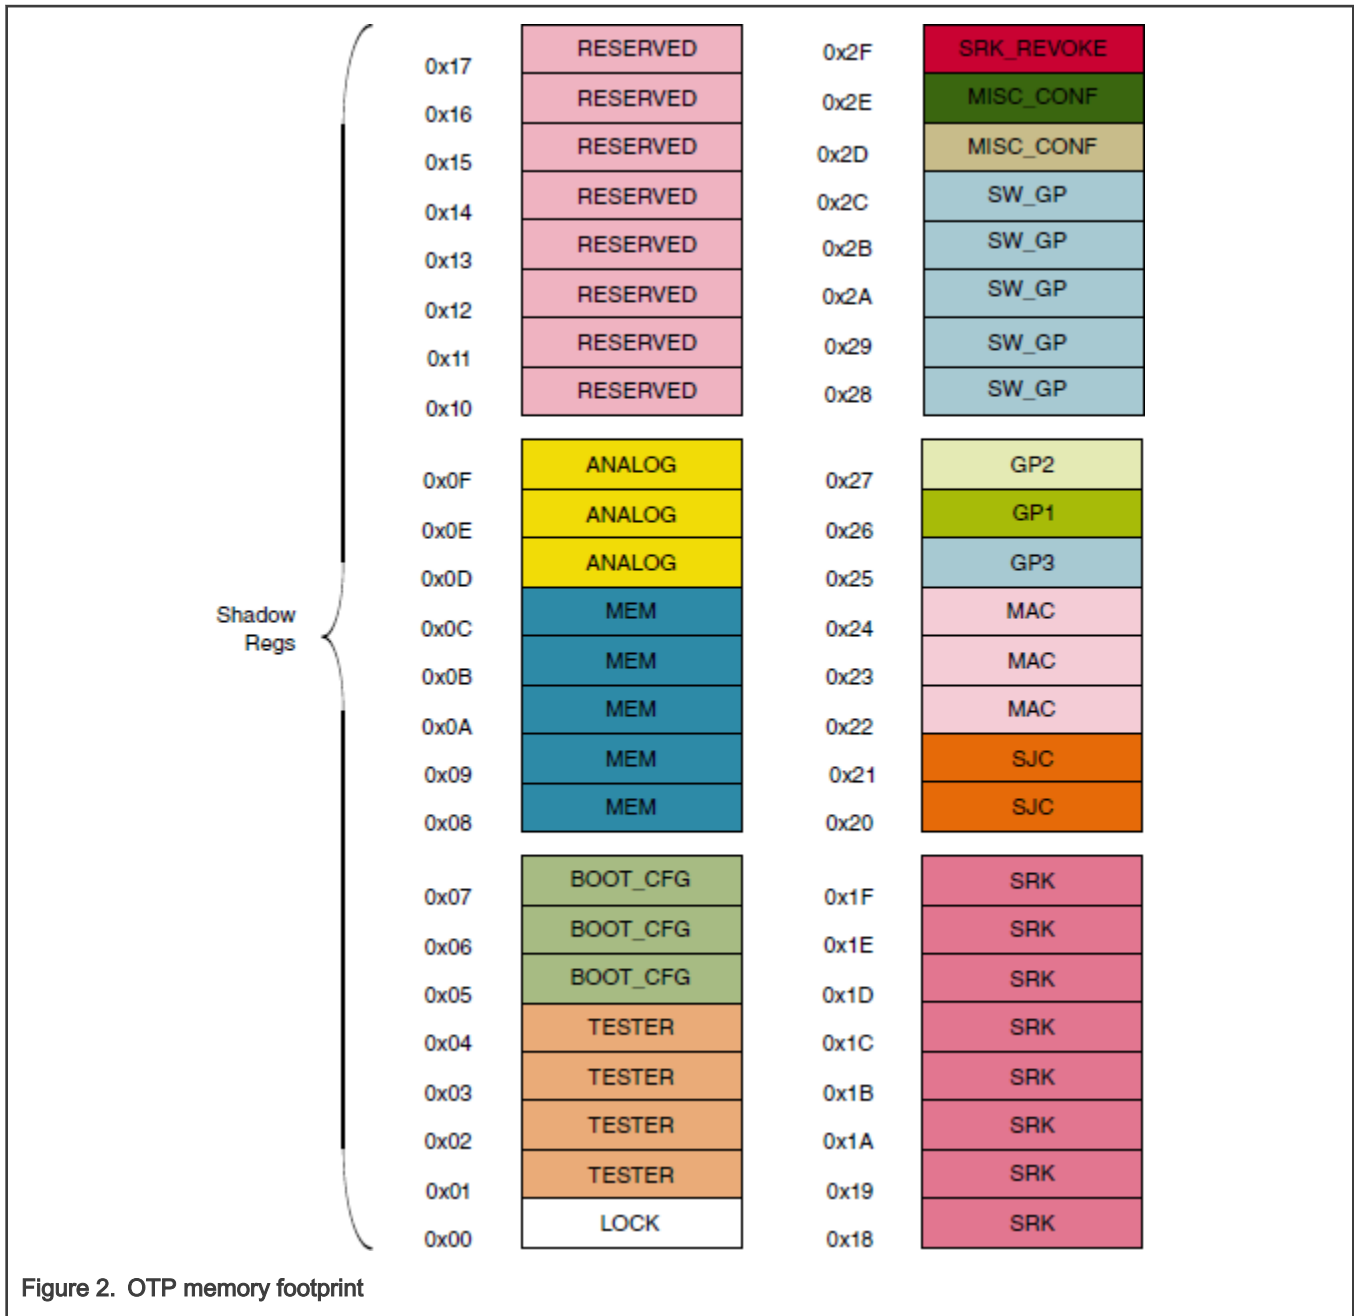 0x17 RESERVED 0x2F SRK_REVOKE
0x16 RESERVED 0x2E MISC_CONF
0x15 RESERVED 0x2D MISC_CONF
0x14 RESERVED 0x2C SW_GP
0x13 RESERVED 0x2B SW_GP
0x12 RESERVED 0x2A SW_GP
0x11 RESERVED 0x29 SW_GP
0x10 RESERVED 0x28 SW_GP
0x0F ANALOG 0x27 GP2
0x0E ANALOG 0x26 GP1
0x0D ANALOG 0x25 GP3
Shadow
Regs
0x0C MEM 0x24 MAC
0x0B MEM 0x23 MAC
0x0A MEM 0x22 MAC
0x09 MEM 0x21 SJC
0x08 MEM 0x20 SJC
0x07 BOOT_CFG 0x1F SRK
0x06 BOOT_CFG 0x1E SRK
0x05 BOOT_CFG 0x1D SRK
0x04 TESTER 0x1C SRK
0x03 TESTER 0x1B SRK
0x02 TESTER 0x1A SRK
0x01 TESTER 0x19 SRK
0x00 LOCK 0x18 SRK
Figure 2. OTP memory footprint